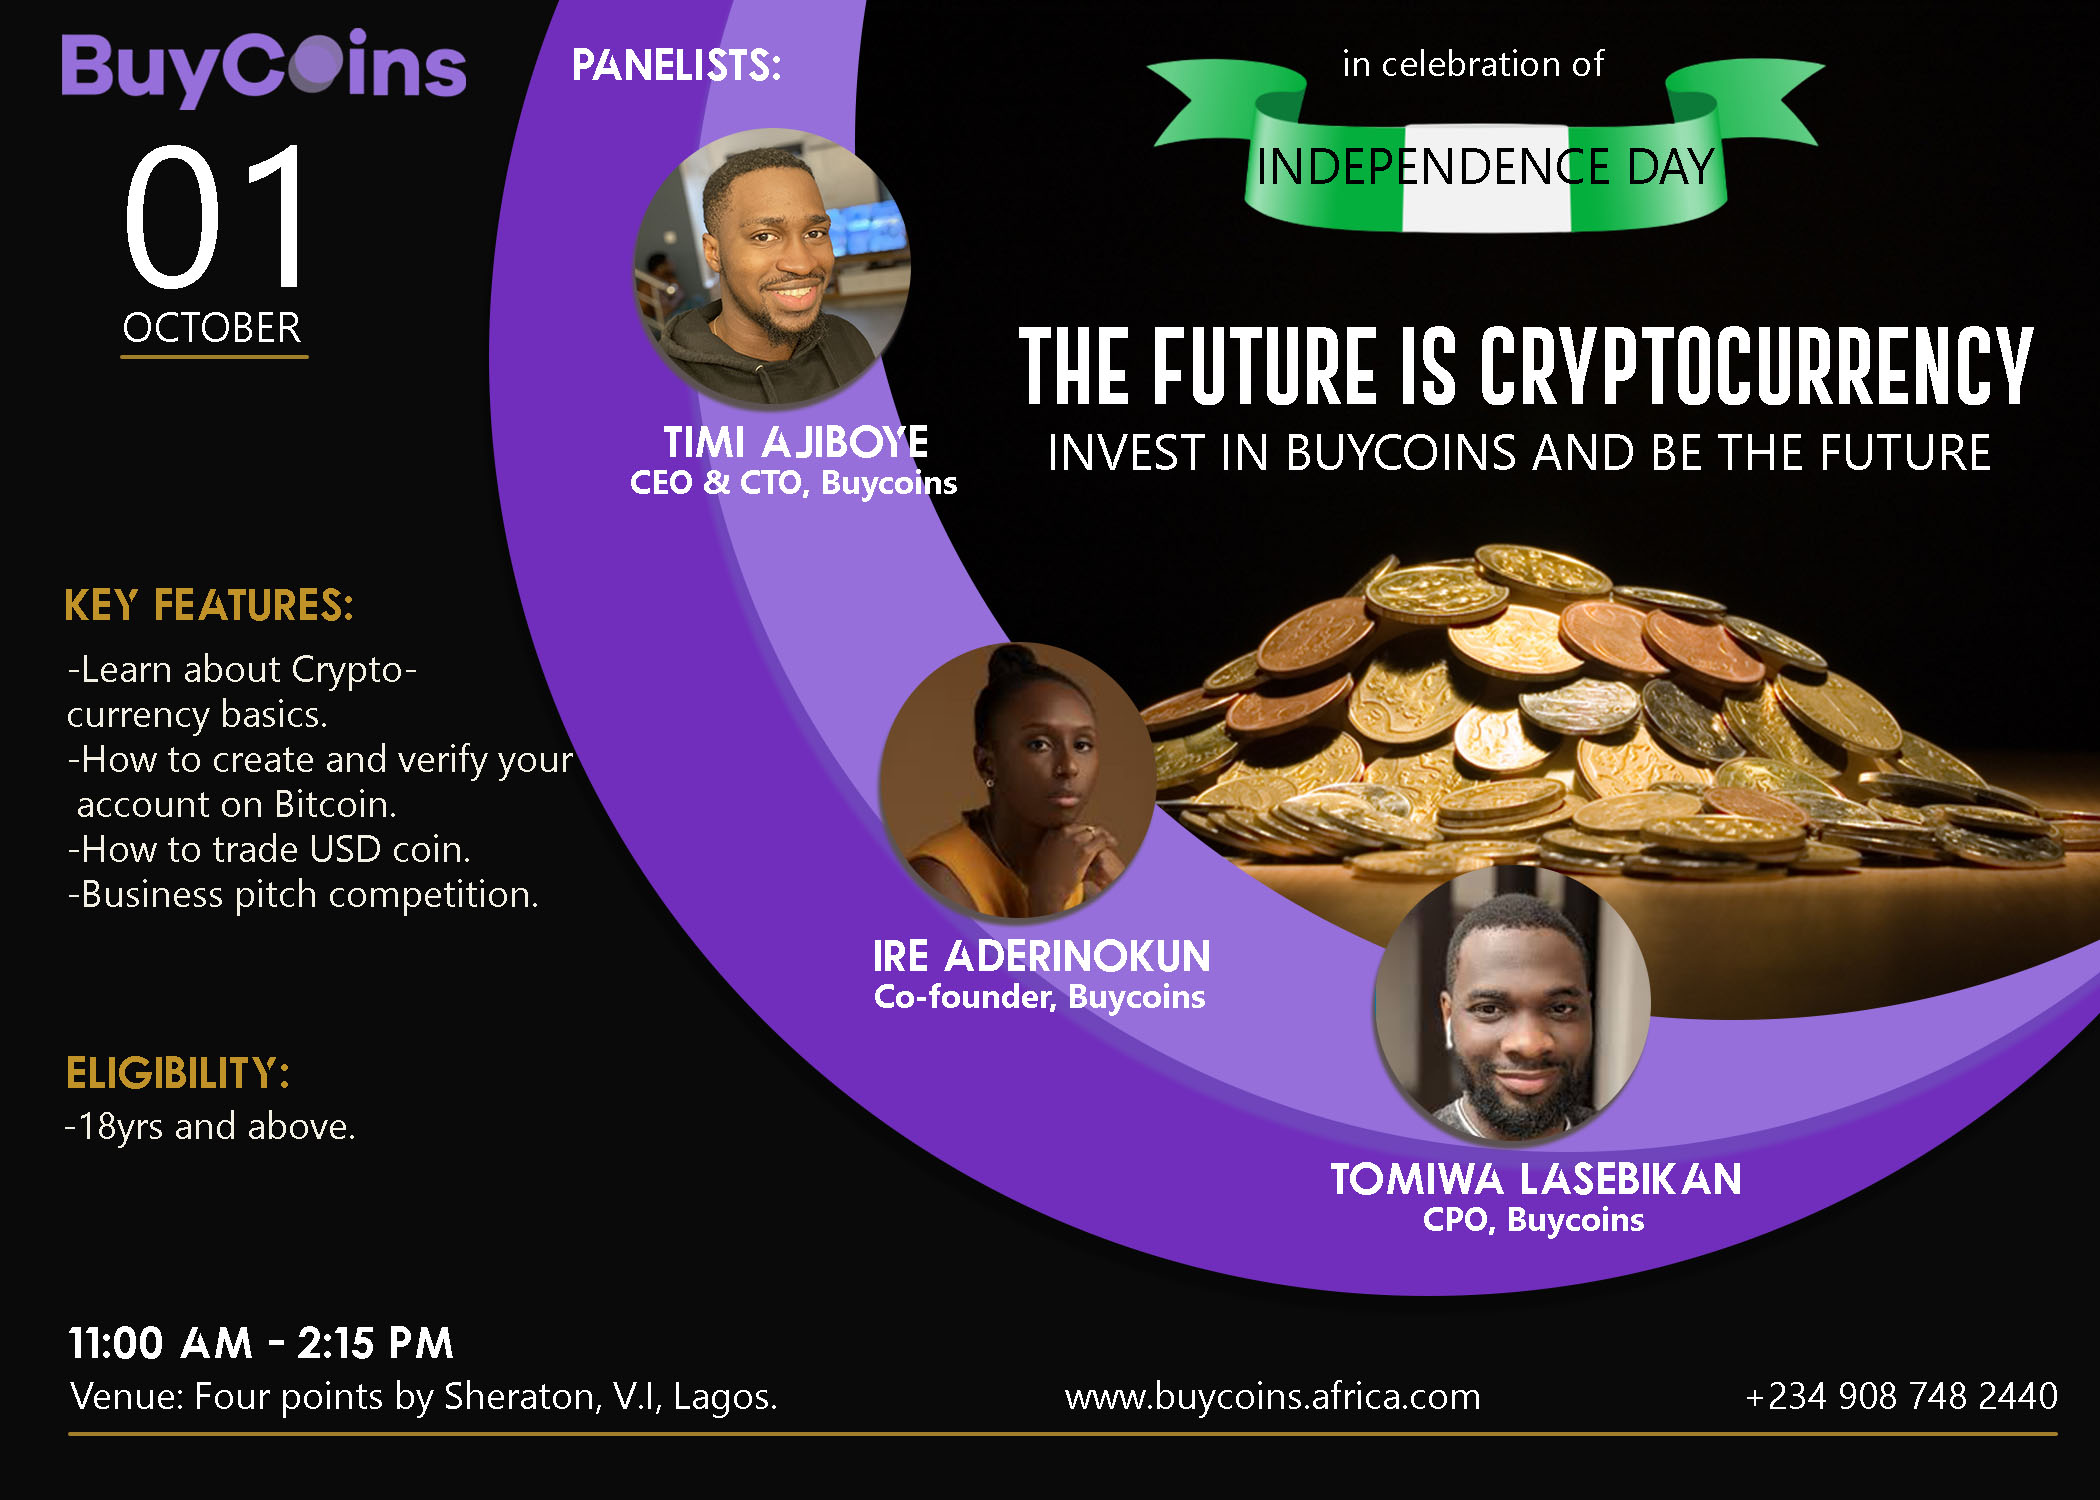 BuyCoins
01
OCTOBER
PANELISTS:
in celebration of
INDEPENDENCE DAY
THE FUTURE IS CRYPTOCURRENCY
INVEST IN BUYCOINS AND BE THE FUTURE
TIMI AJIBOYE
CEO & CTO, Buycoins
KEY FEATURES:
-Learn about Crypto-
currency basics.
-How to create and verify your
account on Bitcoin.
-How to trade USD coin.
-Business pitch competition.
IRE ADERINOKUN
Co-founder, Buycoins
ELIGIBILITY:
-18yrs and above.
TOMIWA LASEBIKAN
CPO, Buycoins
11:00 AM - 2:15 PM
Venue: Four points by Sheraton, V.I, Lagos.
www.buycoins.africa.com
+234 908 748 2440